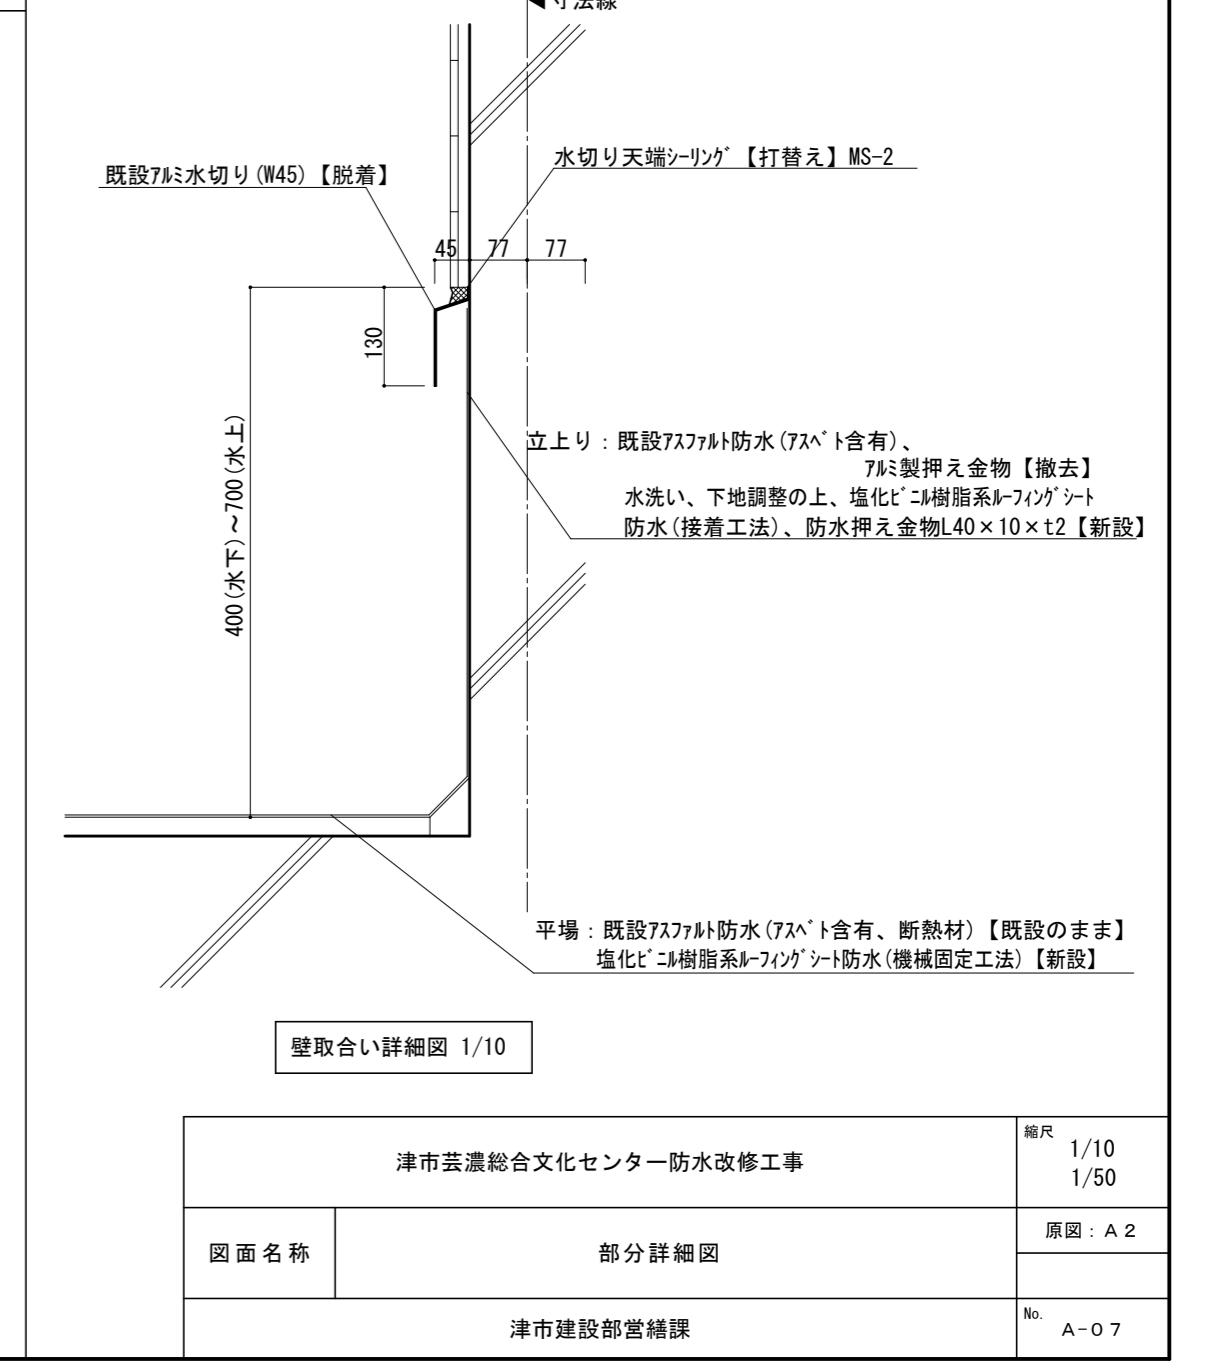 寸法線
水切り天端ｼｰﾘﾝｸﾞ【打替え】MS-2
既設ｱﾙﾐ水切り(W45)【脱着】
45 77 77
130
400(水下)～700(水上)
立上り：既設ｱｽﾌｧﾙﾄ防水(ｱｽﾍﾞﾄ含有)、
ｱﾙﾐ製押え金物【撤去】
水洗い、下地調整の上、塩化ﾋﾞﾆﾙ樹脂系ﾙｰﾌｨﾝｸﾞｼｰﾄ
防水(接着工法)、防水押え金物L40×10×t2【新設】
平場：既設ｱｽﾌｧﾙﾄ防水(ｱｽﾍﾞﾄ含有、断熱材)【既設のまま】
塩化ﾋﾞﾆﾙ樹脂系ﾙｰﾌｨﾝｸﾞｼｰﾄ防水(機械固定工法)【新設】
壁取合い詳細図 1/10
津市芸濃総合文化センター防水改修工事
縮尺
1/10
1/50
図面名称
部分詳細図
原図：Ａ２
津市建設部営繕課
No.
Ａ-０７